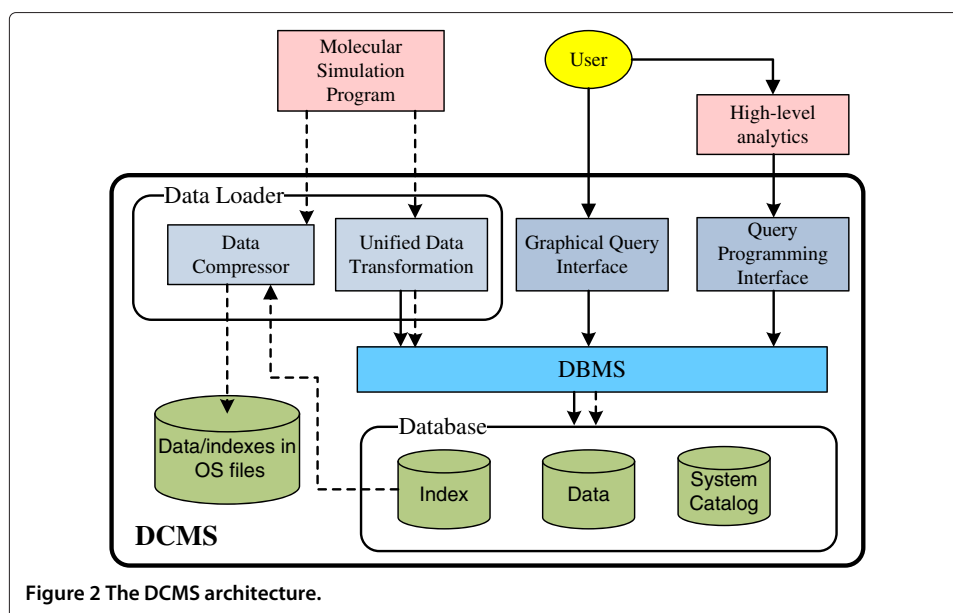 Molecular
Simulation
Program
User
High-level
analytics
Data Loader
Data
Compressor
Unified Data
Transformation
Graphical Query
Interface
Query
Programming
Interface
DBMS
Data/indexes in
OS files
Database
Index
Data
System
Catalog
DCMS
Figure 2 The DCMS architecture.